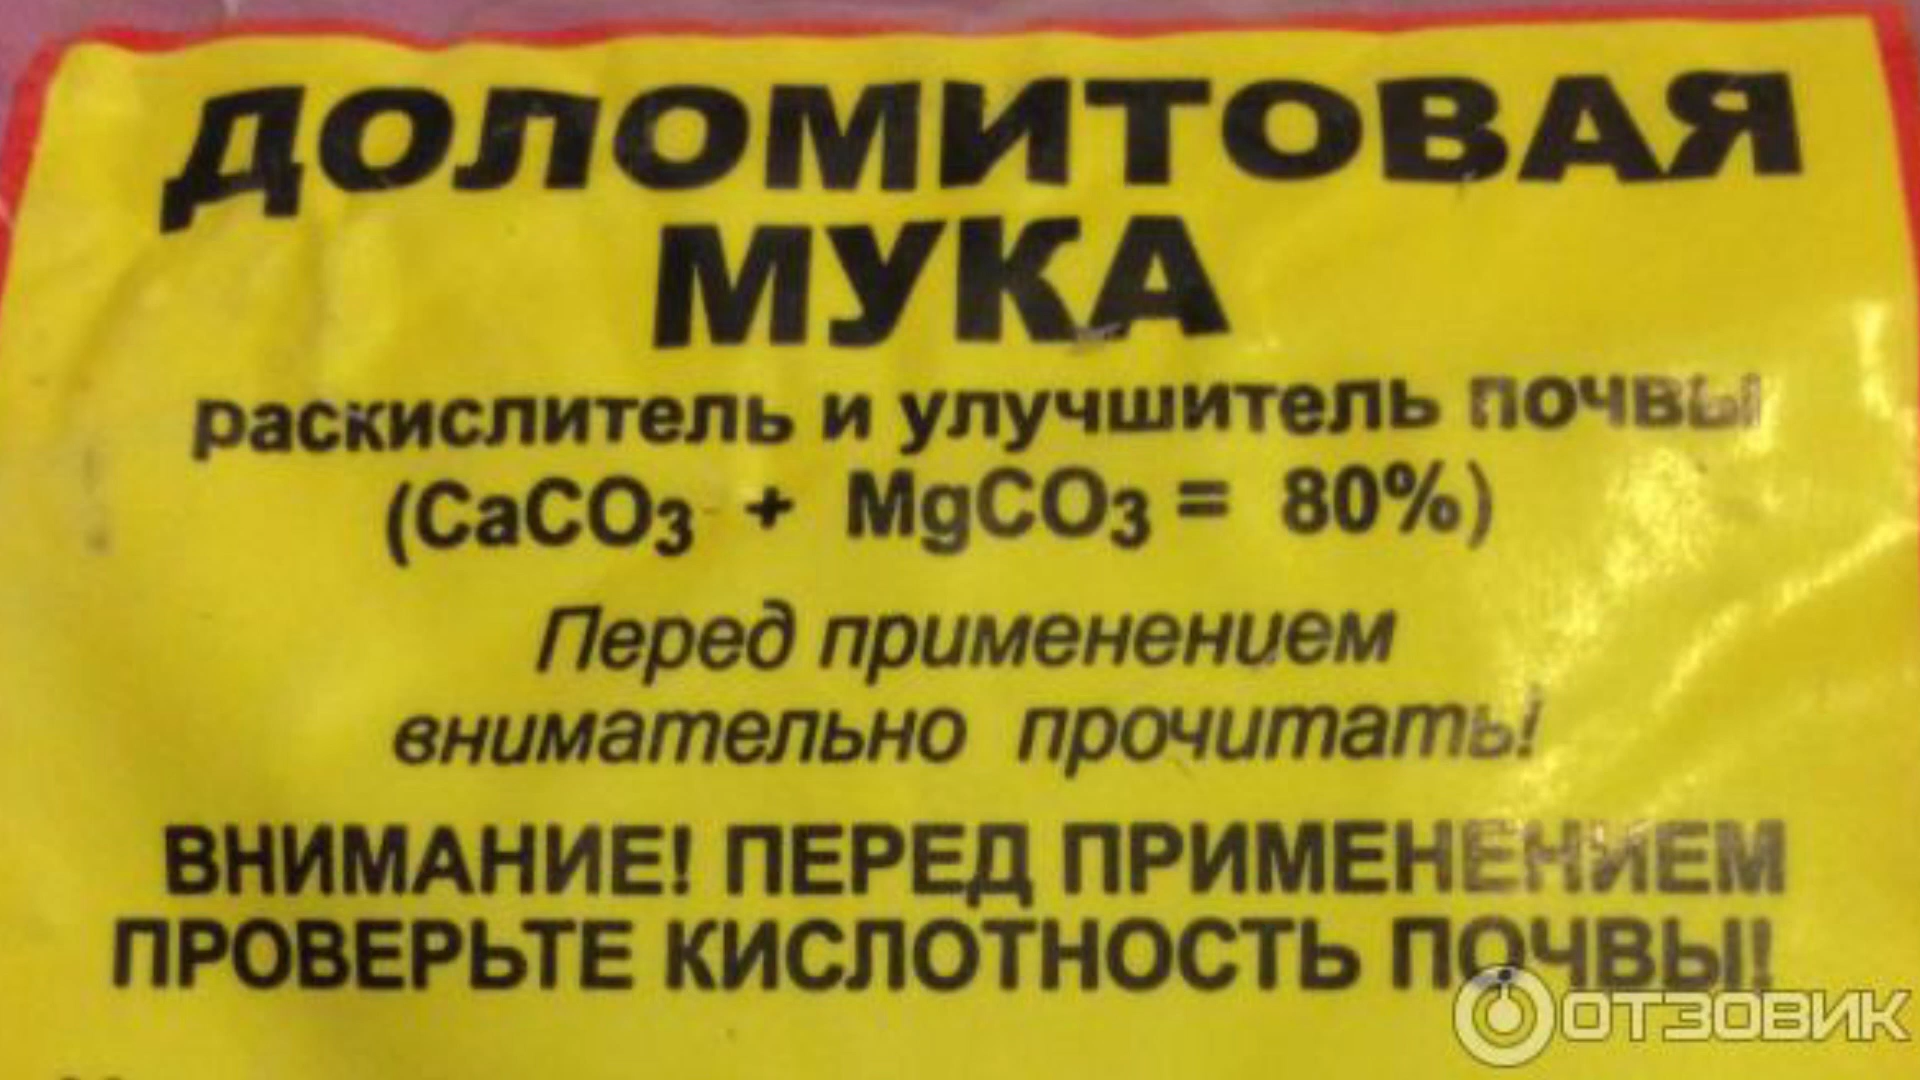 ДОЛОМИТОВАЯ
МУКА
раскислитель и улучшитель почвы
(CaCO3 + MgCO3 = 80%)
Перед применением
внимательно прочитать!
ВНИМАНИЕ! ПЕРЕД ПРИМЕНЕНИЕМ
ПРОВЕРЬТЕ КИСЛОТНОСТЬ ПОЧВЫ!
ОТЗОВИК